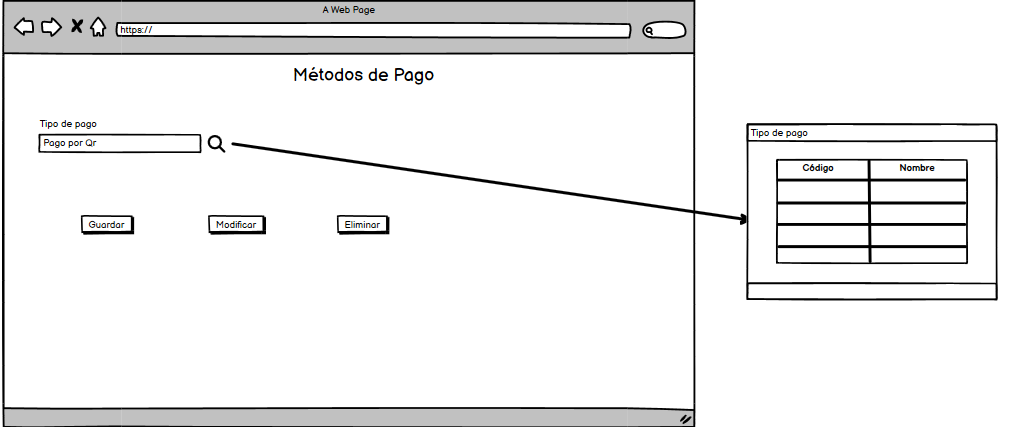 A Web Page
https://
Métodos de Pago
Tipo de pago
Pago por Qr
Guardar
Modificar
Eliminar
Tipo de pago
Código
Nombre